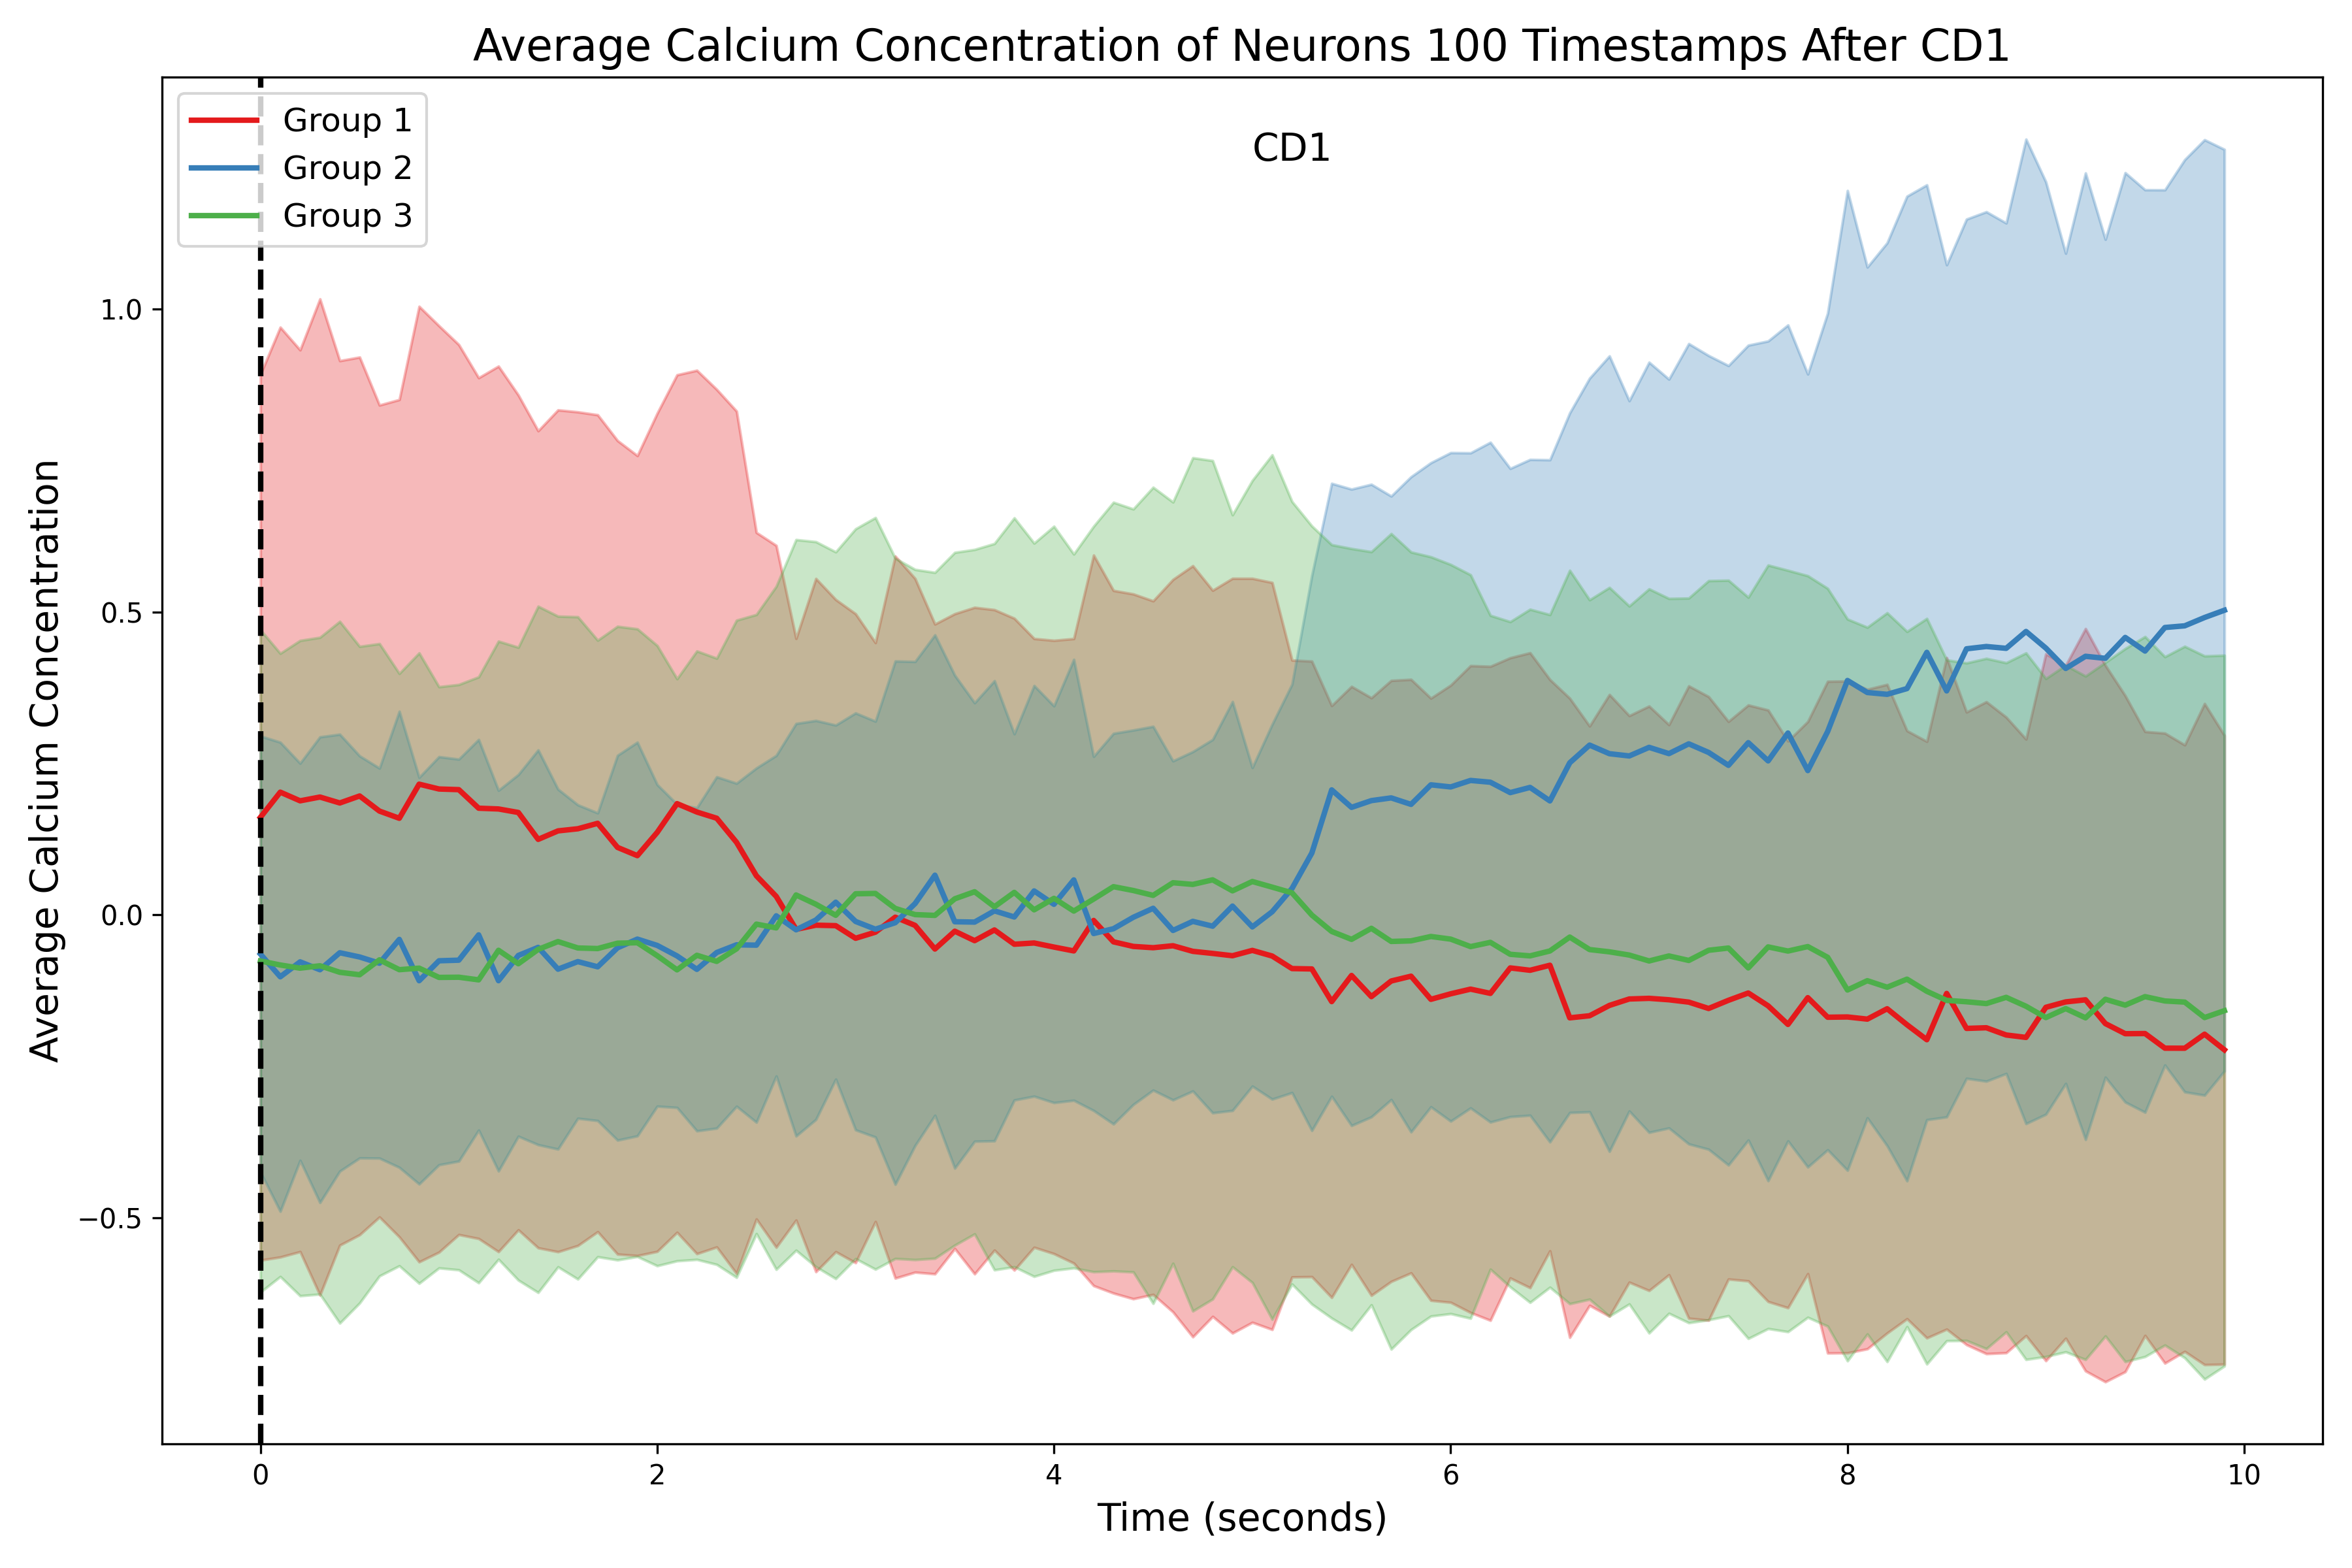 Average Calcium Concentration of Neurons 100 Timestamps After CD1
Group 1
Group 2
Group 3
CD1
Average Calcium Concentration
1.0
0.5
0.0
−0.5
0
2
4
6
8
10
Time (seconds)